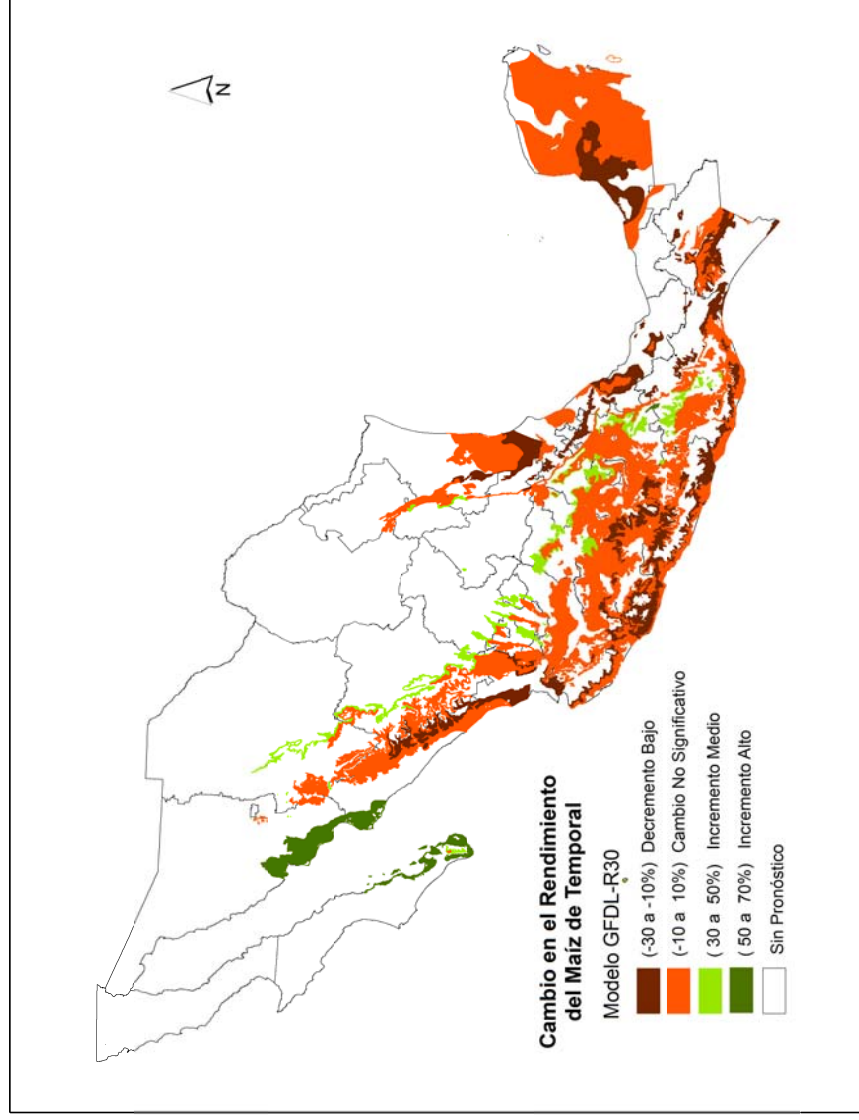 N
Cambio en el Rendimiento
del Maíz de Temporal
Modelo GFDL-R30
(-30 a -10%) Decremento Bajo
(-10 a 10%) Cambio No Significativo
( 30 a 50%) Incremento Medio
( 50 a 70%) Incremento Alto
Sin Pronóstico